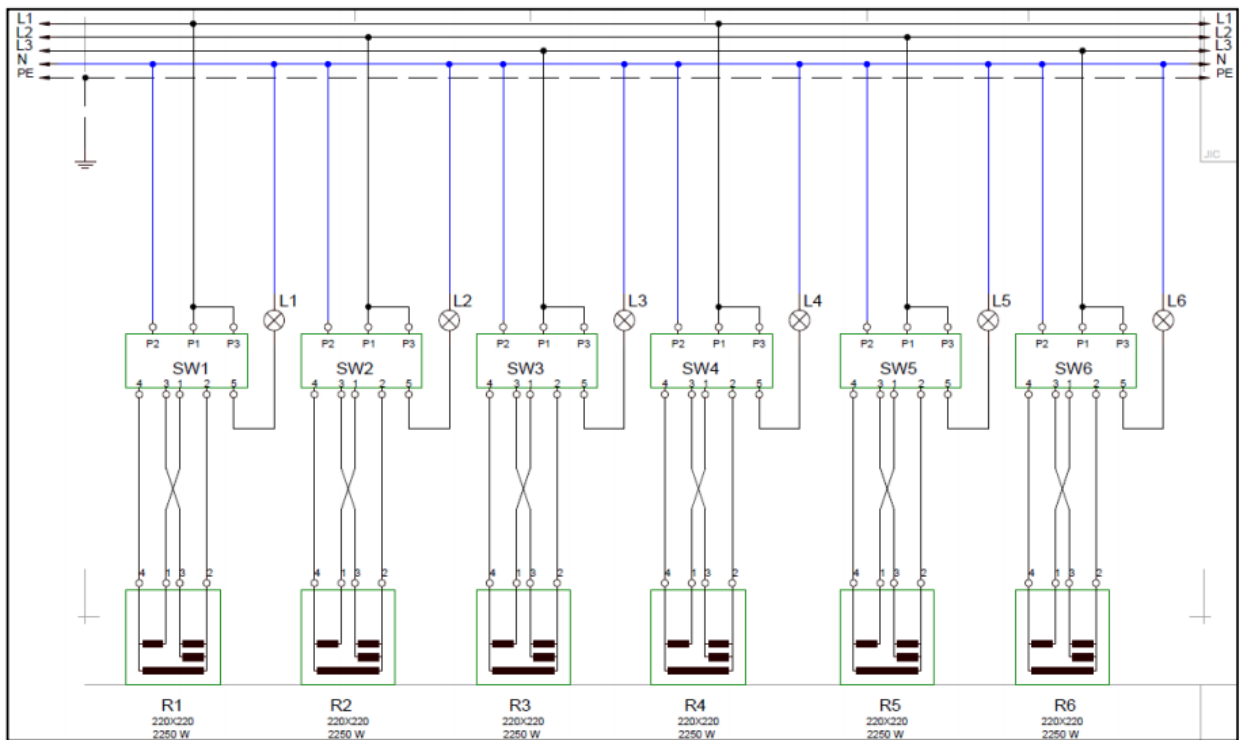 L1 L1
L2 L2
L3 L3
N N
PE PE
JIC
L1 L2 L3 L4 L5 L6
P2 P1 P3 P2 P1 P3 P2 P1 P3 P2 P1 P3 P2 P1 P3 P2 P1 P3
SW1 SW2 SW3 SW4 SW5 SW6
4 3 1 2 5 4 3 1 2 5 4 3 1 2 5 4 3 1 2 5 4 3 1 2 5 4 3 1 2 5
4 1 3 2 4 1 3 2 4 1 3 2 4 1 3 2 4 1 3 2 4 1 3 2
R1 R2 R3 R4 R5 R6
220X220 220X220 220X220 220X220 220X220 220X220
2250 W 2250 W 2250 W 2250 W 2250 W 2250 W